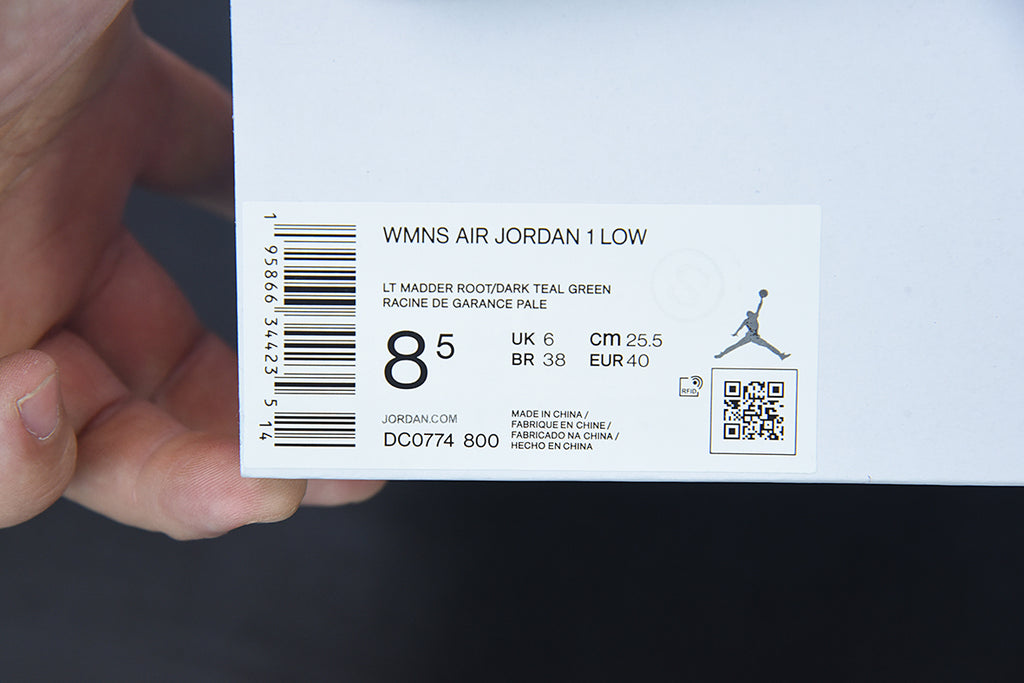 1 95866 34423 5 14
WMNS AIR JORDAN 1 LOW
LT MADDER ROOT/DARK TEAL GREEN
RACINE DE GARANCE PALE
8 5
UK 6 cm 25.5
BR 38 EUR 40
RFID
JORDAN.COM
DC0774 800
MADE IN CHINA /
FABRIQUE EN CHINE /
FABRICADO NA CHINA /
HECHO EN CHINA